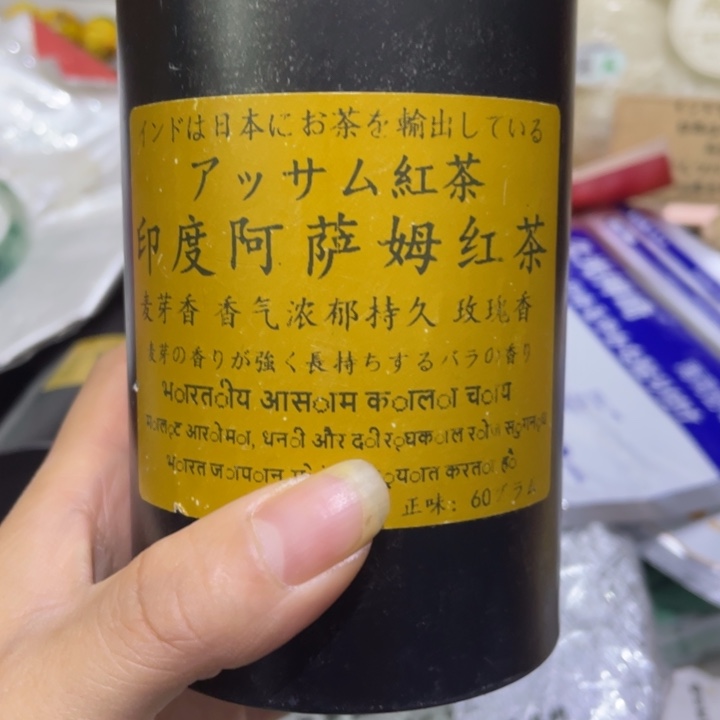 インドは日本にお茶を輸出している
アッサム紅茶
印度阿萨姆红茶
麦芽香 香气浓郁持久 玫瑰香
麦芽の香りが強く長持ちするバラの香り
भ◌ारत◌ीय आस◌ाम क◌ाल◌ा च◌ाय
आर◌ोम◌ा, धन◌ी और
भ◌ारत ज◌ाप◌ान ◌्य◌ात करत◌ा ह◌ै
正味: 60グラム